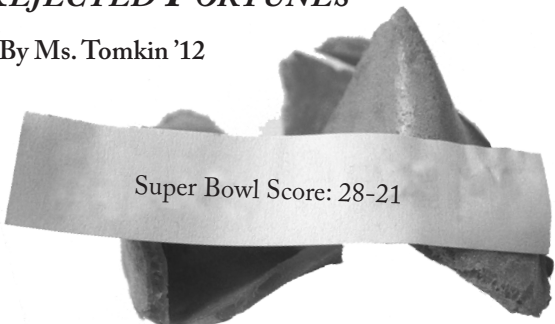 REJECTED FORTUNES
By Ms. Tomkin ’12
Super Bowl Score: 28-21